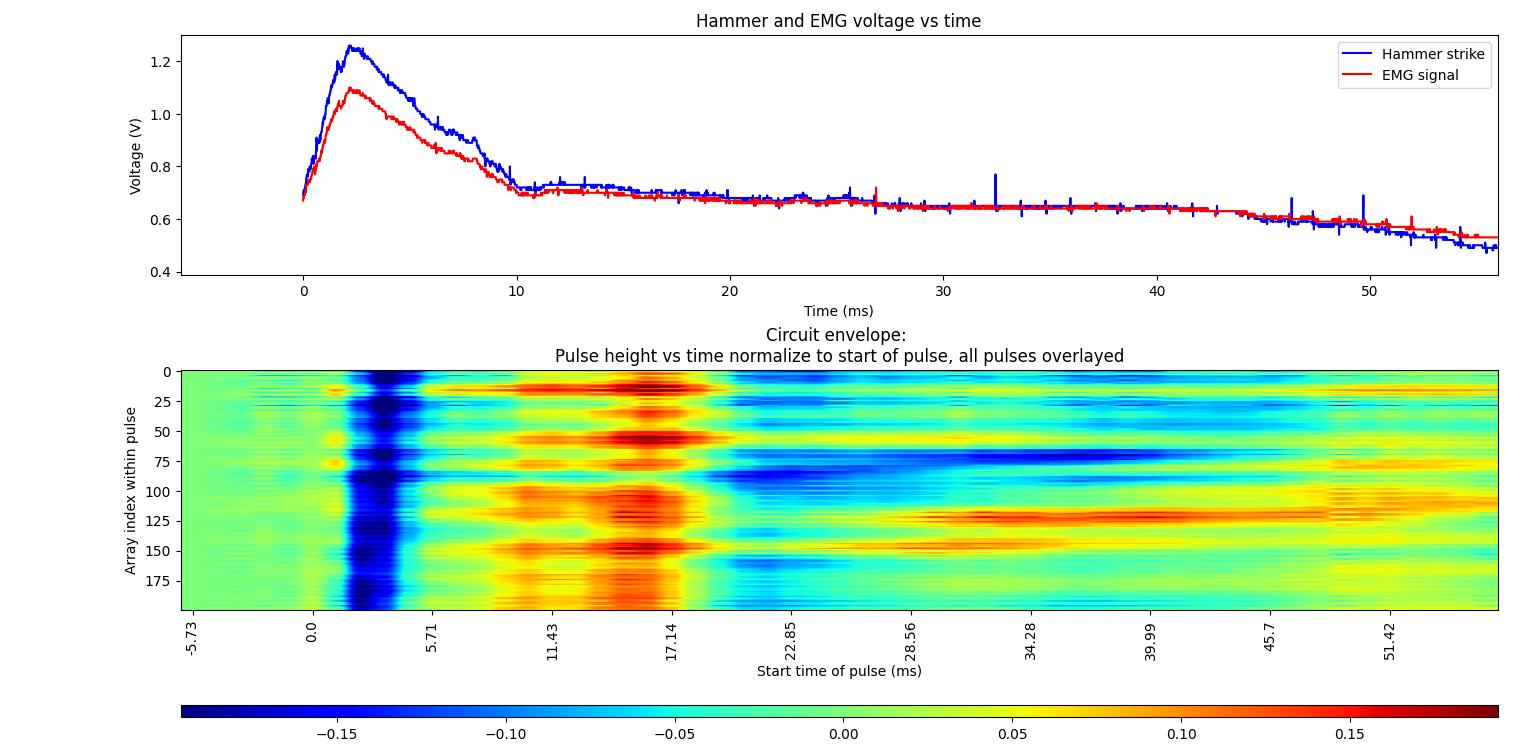 Hammer and EMG voltage vs time
Hammer strike
EMG signal
Voltage (V)
1.2
1.0
0.8
0.6
0.4
0 10 20 30 40 50
Time (ms)
Circuit envelope:
Pulse height vs time normalize to start of pulse, all pulses overlayed
Array index within pulse
0
25
50
75
100
125
150
175
-5.73 0.0 5.71 11.43 17.14 22.85 28.56 34.28 39.99 45.7 51.42
Start time of pulse (ms)
−0.15 −0.10 −0.05 0.00 0.05 0.10 0.15